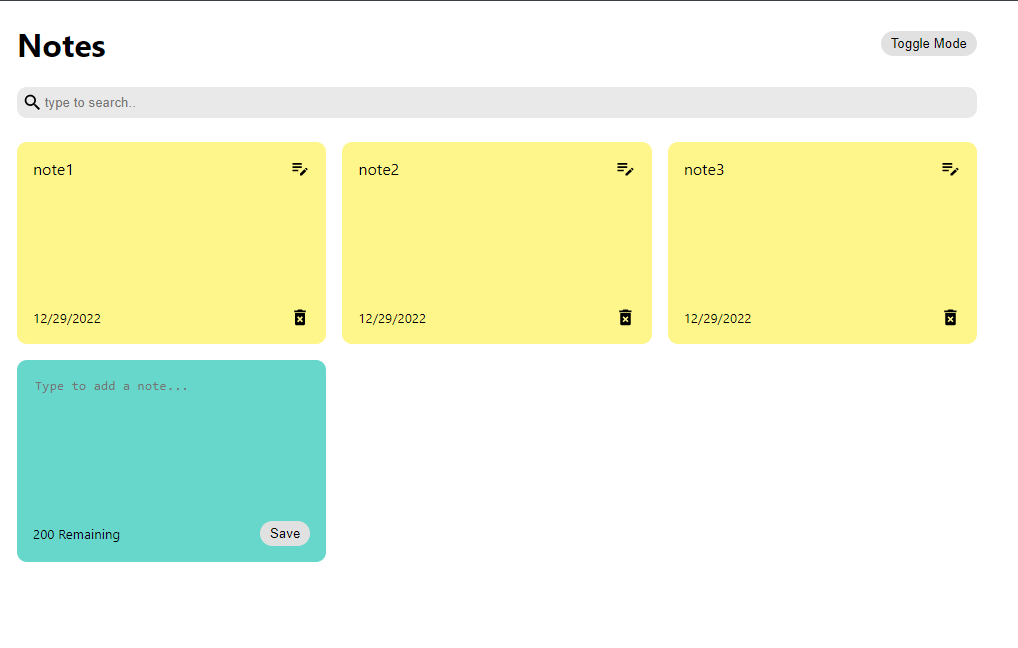 Notes
Toggle Mode
type to search..
note1
note2
note3
12/29/2022
12/29/2022
12/29/2022
Type to add a note...
200 Remaining
Save